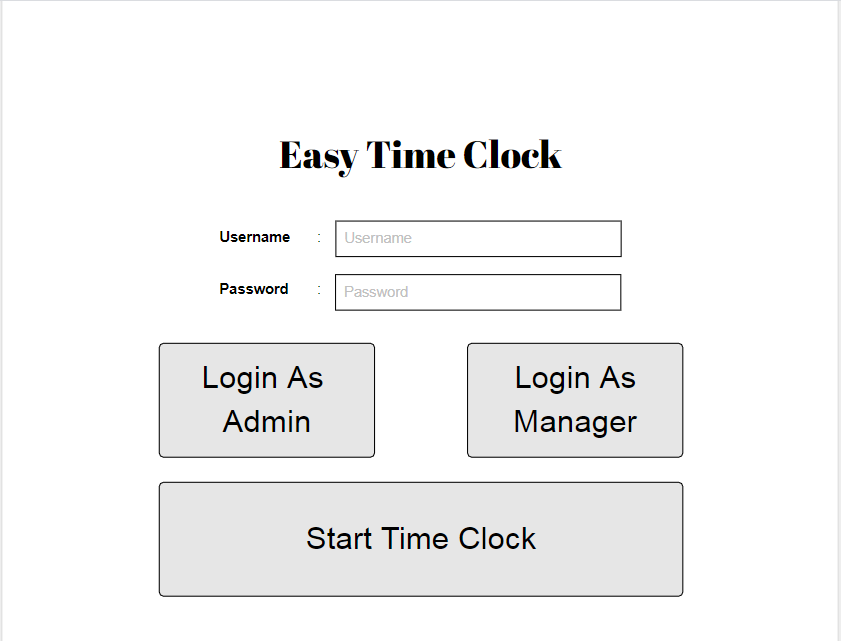 Easy Time Clock
Username : Username
Password : Password
Login As
Admin
Login As
Manager
Start Time Clock